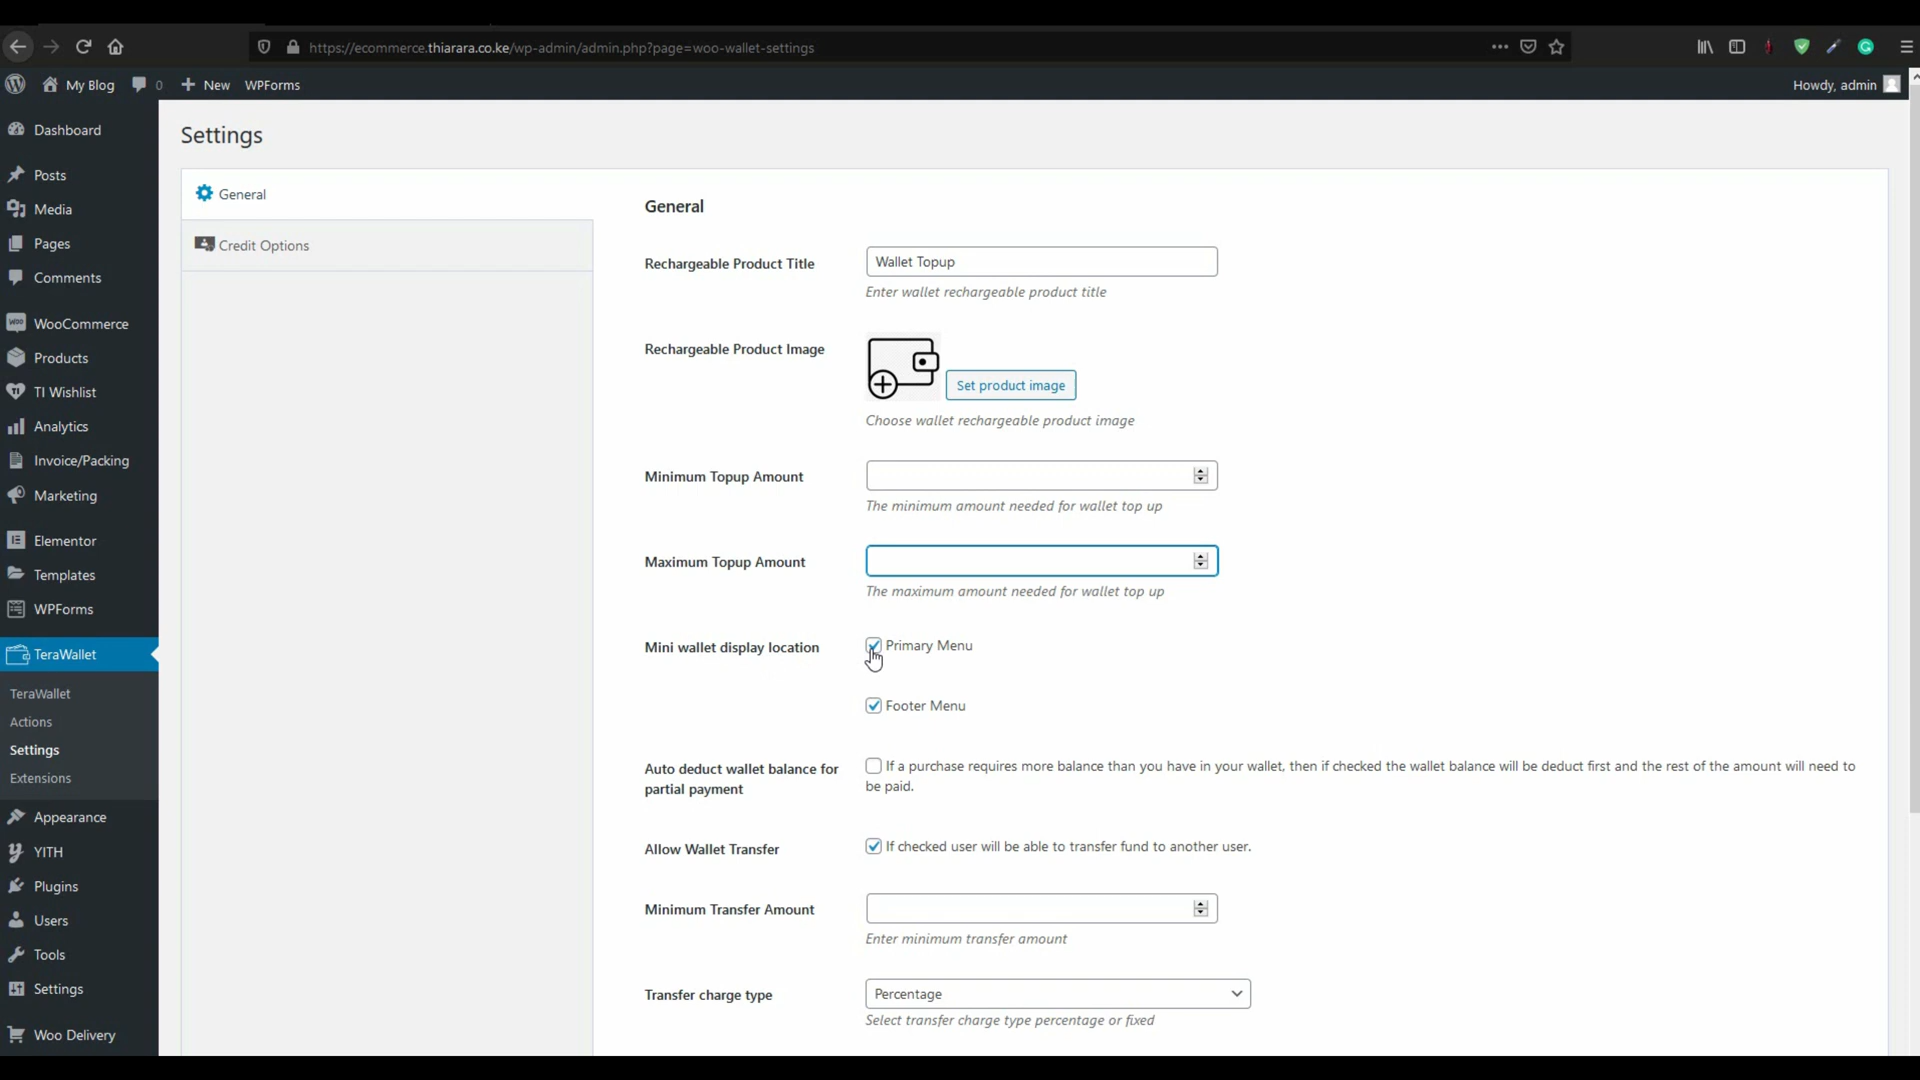 https://ecommerce.thiarara.co.ke/wp-admin/admin.php?page=woo-wallet-settings
My Blog 0 New WPForms Howdy, admin
Dashboard
Posts
Media
Pages
Comments
WooCommerce
Products
TI Wishlist
Analytics
Invoice/Packing
Marketing
Elementor
Templates
WPForms
TeraWallet
TeraWallet
Actions
Settings
Extensions
Appearance
YITH
Plugins
Users
Tools
Settings
Woo Delivery
Settings
General
Credit Options
General
Rechargeable Product Title
Wallet Topup
Enter wallet rechargeable product title
Rechargeable Product Image
Set product image
Choose wallet rechargeable product image
Minimum Topup Amount
The minimum amount needed for wallet top up
Maximum Topup Amount
The maximum amount needed for wallet top up
Mini wallet display location
Primary Menu
Footer Menu
Auto deduct wallet balance for
partial payment
If a purchase requires more balance than you have in your wallet, then if checked the wallet balance will be deduct first and the rest of the amount will need to
be paid.
Allow Wallet Transfer
If checked user will be able to transfer fund to another user.
Minimum Transfer Amount
Enter minimum transfer amount
Transfer charge type
Percentage
Select transfer charge type percentage or fixed